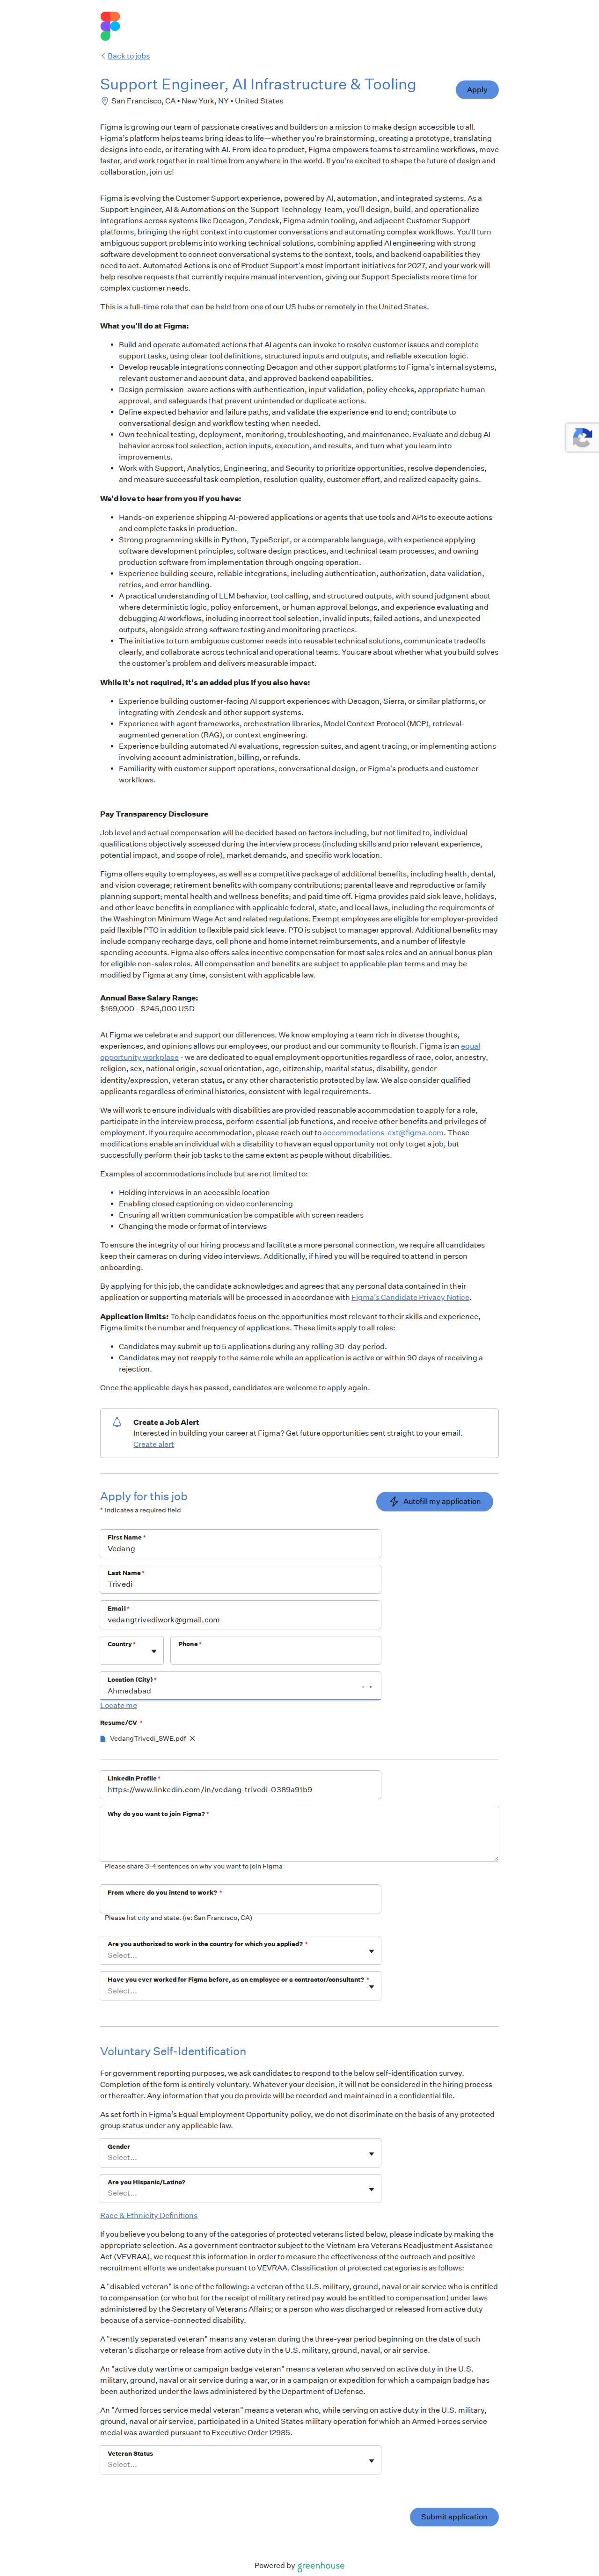 Back to jobs
Support Engineer, AI Infrastructure & Tooling
Apply
San Francisco, CA • New York, NY • United States
Figma is growing our team of passionate creatives and builders on a mission to make design accessible to all.
Figma's platform helps teams bring ideas to life—whether you're brainstorming, creating a prototype, translating
designs into code, or iterating with AI. From idea to product, Figma empowers teams to streamline workflows, move
faster, and work together in real time from anywhere in the world. If you're excited to shape the future of design and
collaboration, join us!
Figma is evolving the Customer Support experience, powered by AI, automation, and integrated systems. As a
Support Engineer, AI & Automations on the Support Technology Team, you'll design, build, and operationalize
integrations across systems like Decagon, Zendesk, Figma admin tooling, and adjacent Customer Support
platforms, bringing the right context into customer conversations and automating complex workflows. You'll turn
ambiguous support problems into working technical solutions, combining applied AI engineering with strong
software development to connect conversational systems to the context, tools, and backend capabilities they
need to act. Automated Actions is one of Product Support's most important initiatives for 2027, and your work will
help resolve requests that currently require manual intervention, giving our Support Specialists more time for
complex customer needs.
This is a full-time role that can be held from one of our US hubs or remotely in the United States.
What you'll do at Figma:
• Build and operate automated actions that AI agents can invoke to resolve customer issues and complete
support tasks, using clear tool definitions, structured inputs and outputs, and reliable execution logic.
• Develop reusable integrations connecting Decagon and other support platforms to Figma's internal systems,
relevant customer and account data, and approved backend capabilities.
• Design permission-aware actions with authentication, input validation, policy checks, appropriate human
approval, and safeguards that prevent unintended or duplicate actions.
• Define expected behavior and failure paths, and validate the experience end to end; contribute to
conversational design and workflow testing when needed.
• Own technical testing, deployment, monitoring, troubleshooting, and maintenance. Evaluate and debug AI
behavior across tool selection, action inputs, execution, and results, and turn what you learn into
improvements.
• Work with Support, Analytics, Engineering, and Security to prioritize opportunities, resolve dependencies,
and measure successful task completion, resolution quality, customer effort, and realized capacity gains.
We'd love to hear from you if you have:
• Hands-on experience shipping AI-powered applications or agents that use tools and APIs to execute actions
and complete tasks in production.
• Strong programming skills in Python, TypeScript, or a comparable language, with experience applying
software development principles, software design practices, and technical team processes, and owning
production software from implementation through ongoing operation.
• Experience building secure, reliable integrations, including authentication, authorization, data validation,
retries, and error handling.
• A practical understanding of LLM behavior, tool calling, and structured outputs, with sound judgment about
where deterministic logic, policy enforcement, or human approval belongs, and experience evaluating and
debugging AI workflows, including incorrect tool selection, invalid inputs, failed actions, and unexpected
outputs, alongside strong software testing and monitoring practices.
• The initiative to turn ambiguous customer needs into reusable technical solutions, communicate tradeoffs
clearly, and collaborate across technical and operational teams. You care about whether what you build solves
the customer's problem and delivers measurable impact.
While it's not required, it's an added plus if you also have:
• Experience building customer-facing AI support experiences with Decagon, Sierra, or similar platforms, or
integrating with Zendesk and other support systems.
• Experience with agent frameworks, orchestration libraries, Model Context Protocol (MCP), retrieval-
augmented generation (RAG), or context engineering.
• Experience building automated AI evaluations, regression suites, and agent tracing, or implementing actions
involving account administration, billing, or refunds.
• Familiarity with customer support operations, conversational design, or Figma's products and customer
workflows.
Pay Transparency Disclosure
Job level and actual compensation will be decided based on factors including, but not limited to, individual
qualifications objectively assessed during the interview process (including skills and prior relevant experience,
potential impact, and scope of role), market demands, and specific work location.
Figma offers equity to employees, as well as a competitive package of additional benefits, including health, dental,
and vision coverage; retirement benefits with company contributions; parental leave and reproductive or family
planning support; mental health and wellness benefits; and paid time off. Figma provides paid sick leave, holidays,
and other leave benefits in compliance with applicable federal, state, and local laws, including the requirements of
the Washington Minimum Wage Act and related regulations. Exempt employees are eligible for employer-provided
paid flexible PTO in addition to flexible paid sick leave. PTO is subject to manager approval. Additional benefits may
include company recharge days, cell phone and home internet reimbursements, and a number of lifestyle
spending accounts. Figma also offers sales incentive compensation for most sales roles and an annual bonus plan
for eligible non-sales roles. All compensation and benefits are subject to applicable plan terms and may be
modified by Figma at any time, consistent with applicable law.
Annual Base Salary Range:
$169,000 - $245,000 USD
At Figma we celebrate and support our differences. We know employing a team rich in diverse thoughts,
experiences, and opinions allows our employees, our product and our community to flourish. Figma is an equal
opportunity workplace - we are dedicated to equal employment opportunities regardless of race, color, ancestry,
religion, sex, national origin, sexual orientation, age, citizenship, marital status, disability, gender
identity/expression, veteran status, or any other characteristic protected by law. We also consider qualified
applicants regardless of criminal histories, consistent with legal requirements.
We will work to ensure individuals with disabilities are provided reasonable accommodation to apply for a role,
participate in the interview process, perform essential job functions, and receive other benefits and privileges of
employment. If you require accommodation, please reach out to accommodations-ext@figma.com. These
modifications enable an individual with a disability to have an equal opportunity not only to get a job, but
successfully perform their job tasks to the same extent as people without disabilities.
Examples of accommodations include but are not limited to:
• Holding interviews in an accessible location
• Enabling closed captioning on video conferencing
• Ensuring all written communication be compatible with screen readers
• Changing the mode or format of interviews
To ensure the integrity of our hiring process and facilitate a more personal connection, we require all candidates
keep their cameras on during video interviews. Additionally, if hired you will be required to attend in person
onboarding.
By applying for this job, the candidate acknowledges and agrees that any personal data contained in their
application or supporting materials will be processed in accordance with Figma's Candidate Privacy Notice.
Application limits: To help candidates focus on the opportunities most relevant to their skills and experience,
Figma limits the number and frequency of applications. These limits apply to all roles:
• Candidates may submit up to 5 applications during any rolling 30-day period.
• Candidates may not reapply to the same role while an application is active or within 90 days of receiving a
rejection.
Once the applicable days has passed, candidates are welcome to apply again.
Create a Job Alert
Interested in building your career at Figma? Get future opportunities sent straight to your email.
Create alert
Apply for this job
Autofill my application
* indicates a required field
First Name *
Vedang
Last Name *
Trivedi
Email *
vedangtrivediwork@gmail.com
Country *
Phone *
Location (City) *
Ahmedabad
Locate me
Resume/CV *
VedangTrivedi_SWE.pdf
LinkedIn Profile *
https://www.linkedin.com/in/vedang-trivedi-0389a91b9
Why do you want to join Figma? *
Please share 3-4 sentences on why you want to join Figma
From where do you intend to work? *
Please list city and state. (ie: San Francisco, CA)
Are you authorized to work in the country for which you applied? *
Select...
Have you ever worked for Figma before, as an employee or a contractor/consultant? *
Select...
Voluntary Self-Identification
For government reporting purposes, we ask candidates to respond to the below self-identification survey.
Completion of the form is entirely voluntary. Whatever your decision, it will not be considered in the hiring process
or thereafter. Any information that you do provide will be recorded and maintained in a confidential file.
As set forth in Figma's Equal Employment Opportunity policy, we do not discriminate on the basis of any protected
group status under any applicable law.
Gender
Select...
Are you Hispanic/Latino?
Select...
Race & Ethnicity Definitions
If you believe you belong to any of the categories of protected veterans listed below, please indicate by making the
appropriate selection. As a government contractor subject to the Vietnam Era Veterans Readjustment Assistance
Act (VEVRAA), we request this information in order to measure the effectiveness of the outreach and positive
recruitment efforts we undertake pursuant to VEVRAA. Classification of protected categories is as follows:
A "disabled veteran" is one of the following: a veteran of the U.S. military, ground, naval or air service who is entitled
to compensation (or who but for the receipt of military retired pay would be entitled to compensation) under laws
administered by the Secretary of Veterans Affairs; or a person who was discharged or released from active duty
because of a service-connected disability.
A "recently separated veteran" means any veteran during the three-year period beginning on the date of such
veteran's discharge or release from active duty in the U.S. military, ground, naval, or air service.
An "active duty wartime or campaign badge veteran" means a veteran who served on active duty in the U.S.
military, ground, naval or air service during a war, or in a campaign or expedition for which a campaign badge has
been authorized under the laws administered by the Department of Defense.
An "Armed forces service medal veteran" means a veteran who, while serving on active duty in the U.S. military,
ground, naval or air service, participated in a United States military operation for which an Armed Forces service
medal was awarded pursuant to Executive Order 12985.
Veteran Status
Select...
Submit application
Powered by greenhouse